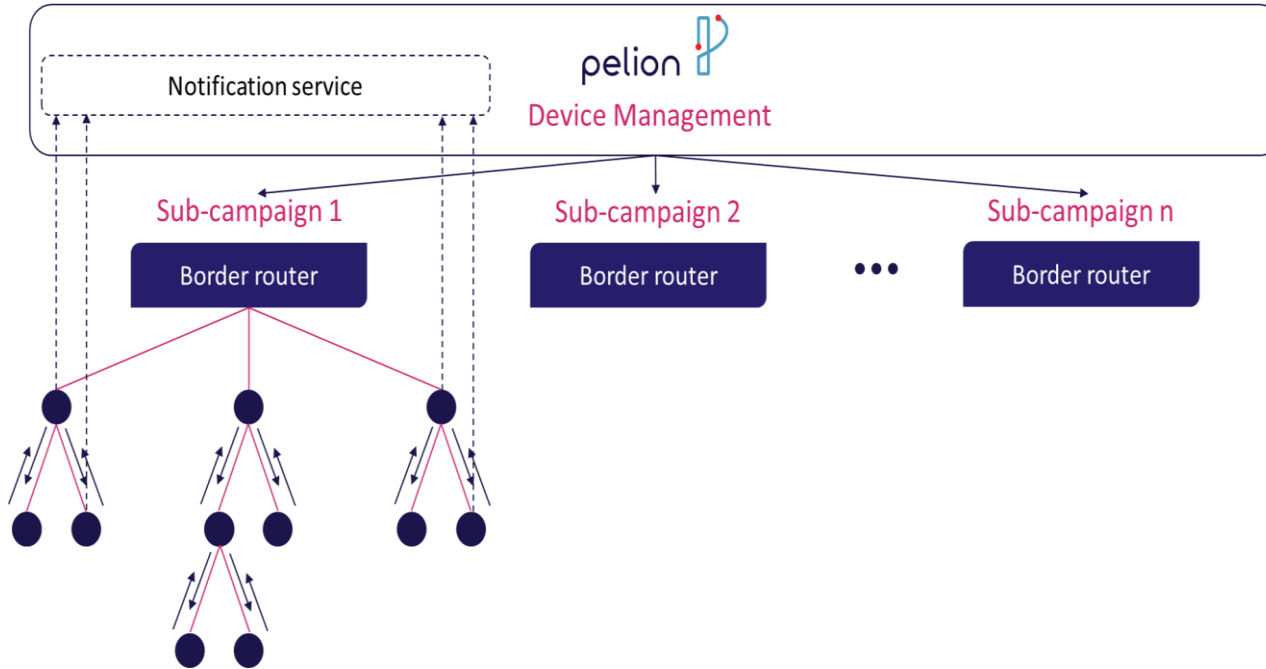 pelion
Notification service
Device Management
Sub-campaign 1
Sub-campaign 2
Sub-campaign n
Border router
Border router
•••
Border router